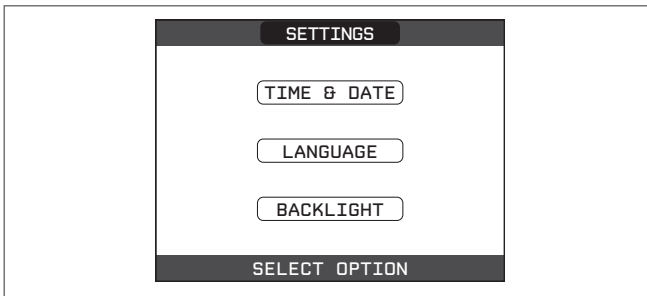 SETTINGS
TIME & DATE
LANGUAGE
BACKLIGHT
SELECT OPTION